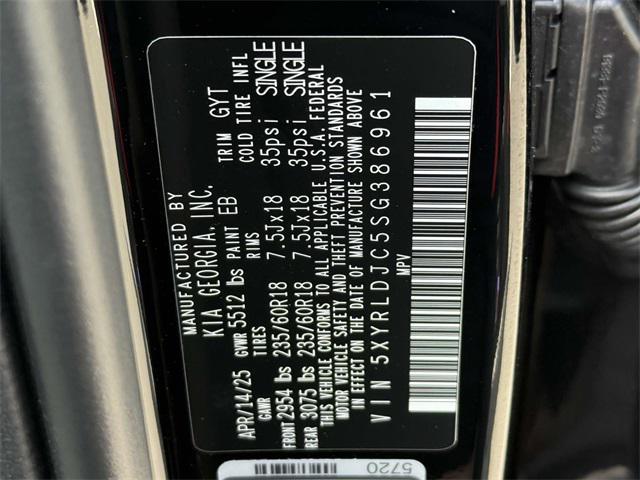 MANUFACTURED BY
KIA GEORGIA, INC.
APR/14/25 GVWR 5512 lbs PAINT EB TRIM GYT
GAWR TIRES RIMS COLD TIRE INFL
FRONT 2954 lbs 235/60R18 7.5Jx18 35psi SINGLE
REAR 3075 lbs 235/60R18 7.5Jx18 35psi SINGLE
THIS VEHICLE CONFORMS TO ALL APPLICABLE U.S.A. FEDERAL
MOTOR VEHICLE SAFETY AND THEFT PREVENTION STANDARDS
IN EFFECT ON THE DATE OF MANUFACTURE SHOWN ABOVE
VIN 5XYRLDJC5SG386961
MPV
5720